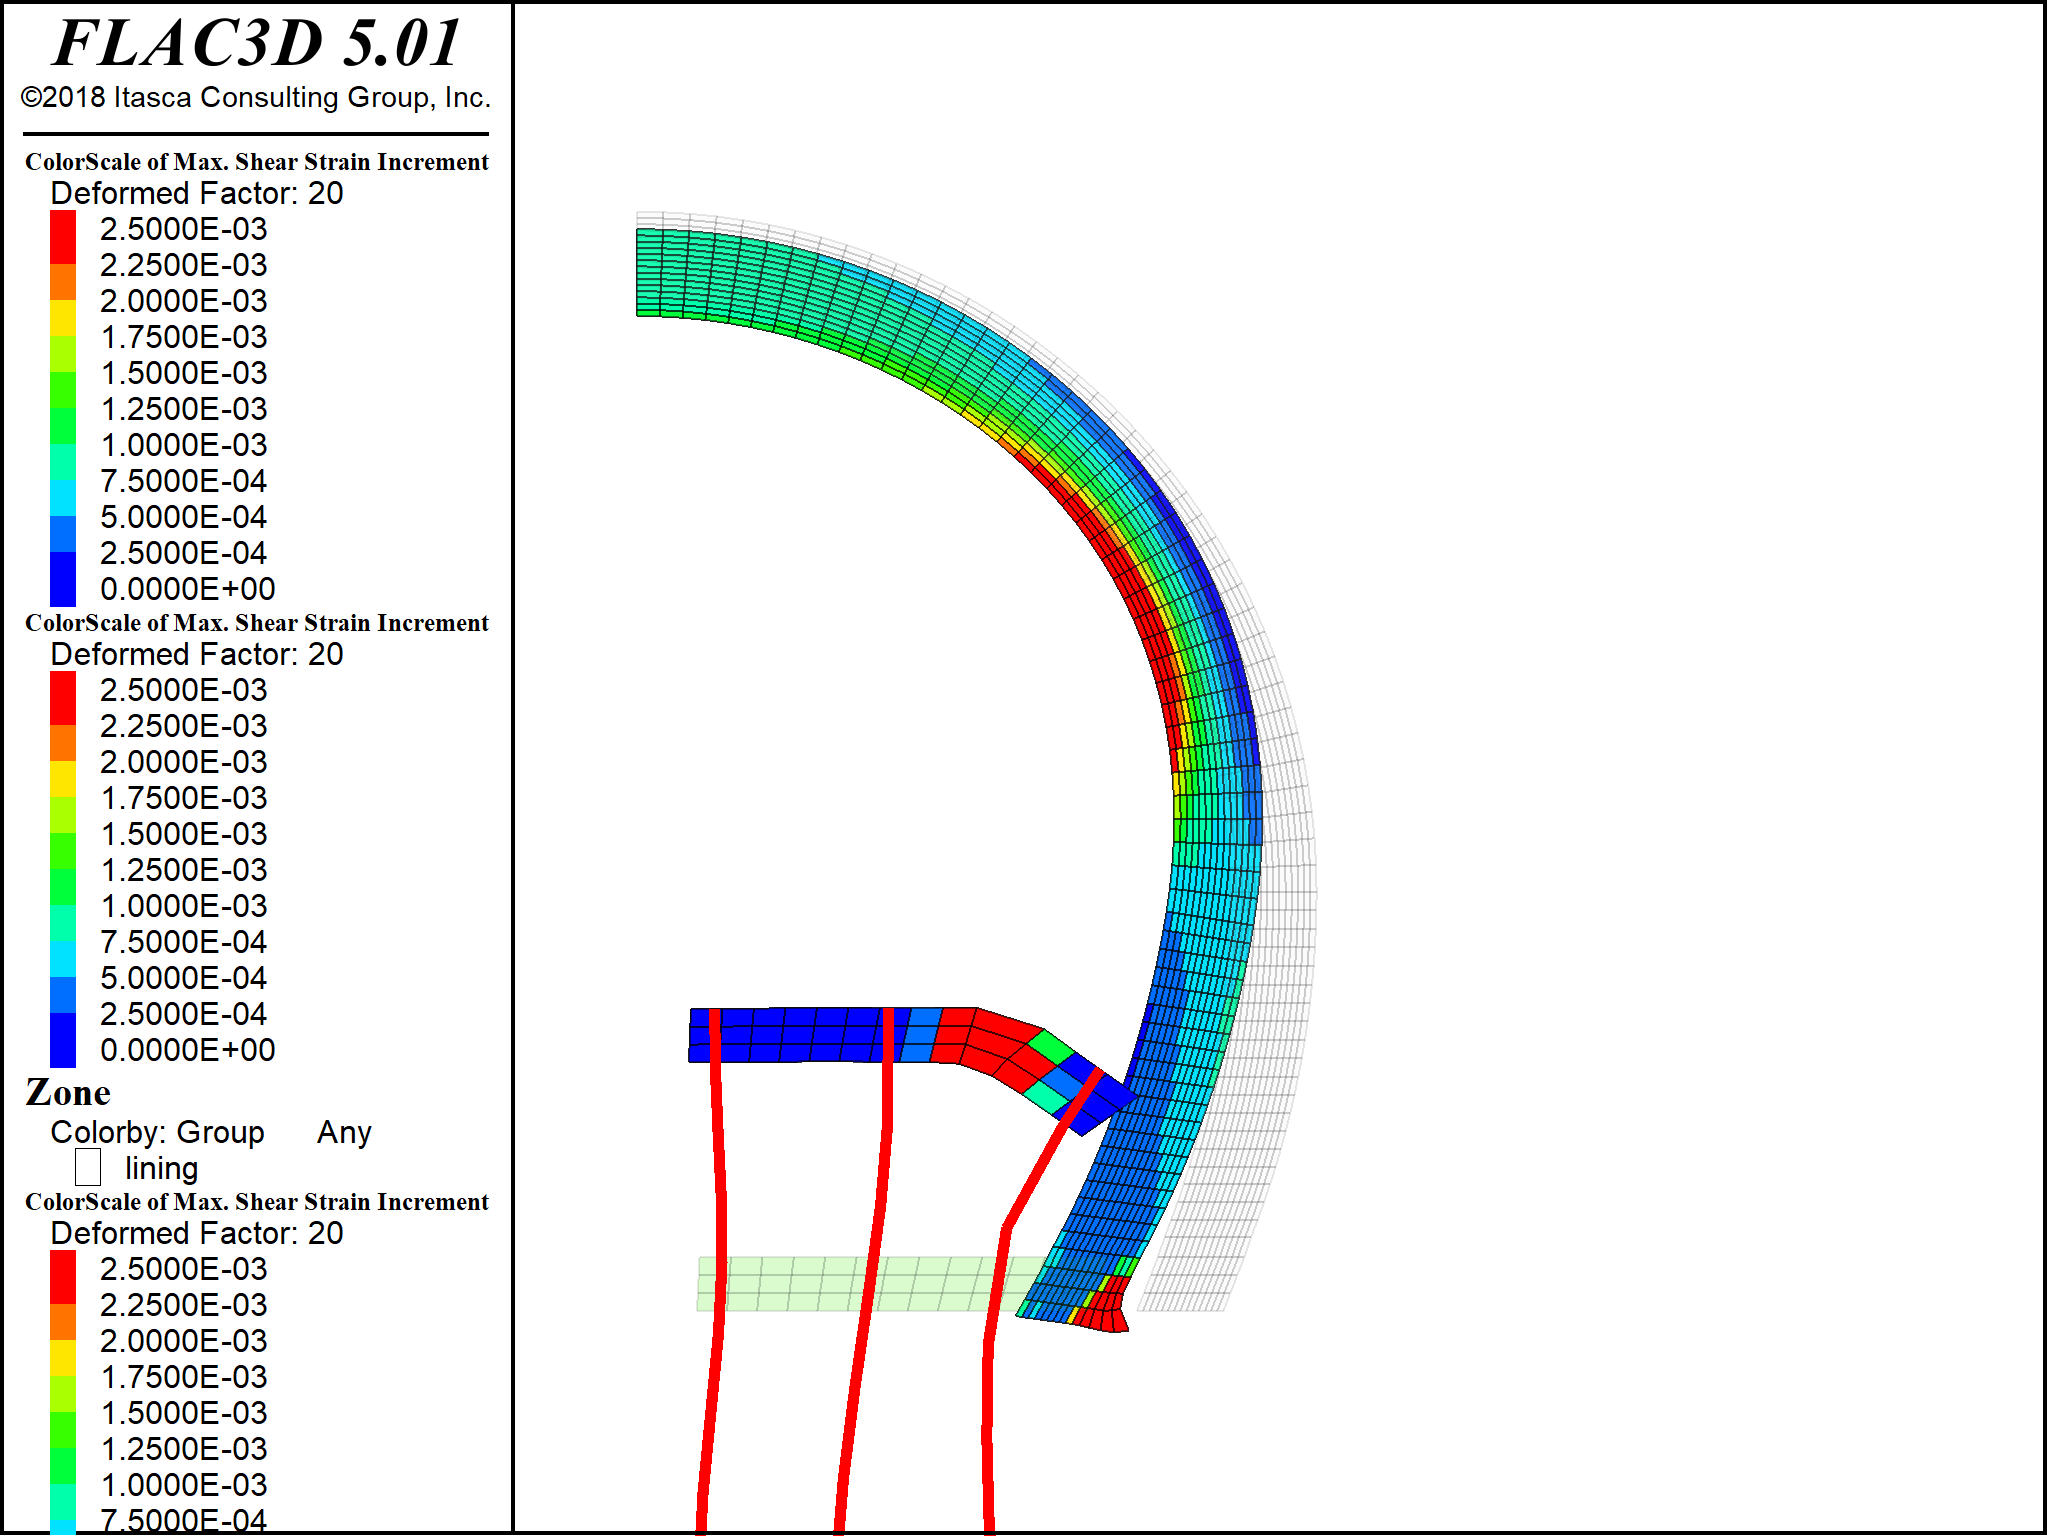 FLAC3D 5.01
©2018 Itasca Consulting Group, Inc.
ColorScale of Max. Shear Strain Increment
Deformed Factor: 20
2.5000E-03
2.2500E-03
2.0000E-03
1.7500E-03
1.5000E-03
1.2500E-03
1.0000E-03
7.5000E-04
5.0000E-04
2.5000E-04
0.0000E+00
ColorScale of Max. Shear Strain Increment
Deformed Factor: 20
2.5000E-03
2.2500E-03
2.0000E-03
1.7500E-03
1.5000E-03
1.2500E-03
1.0000E-03
7.5000E-04
5.0000E-04
2.5000E-04
0.0000E+00
Zone
Colorby: Group Any
lining
ColorScale of Max. Shear Strain Increment
Deformed Factor: 20
2.5000E-03
2.2500E-03
2.0000E-03
1.7500E-03
1.5000E-03
1.2500E-03
1.0000E-03
7.5000E-04